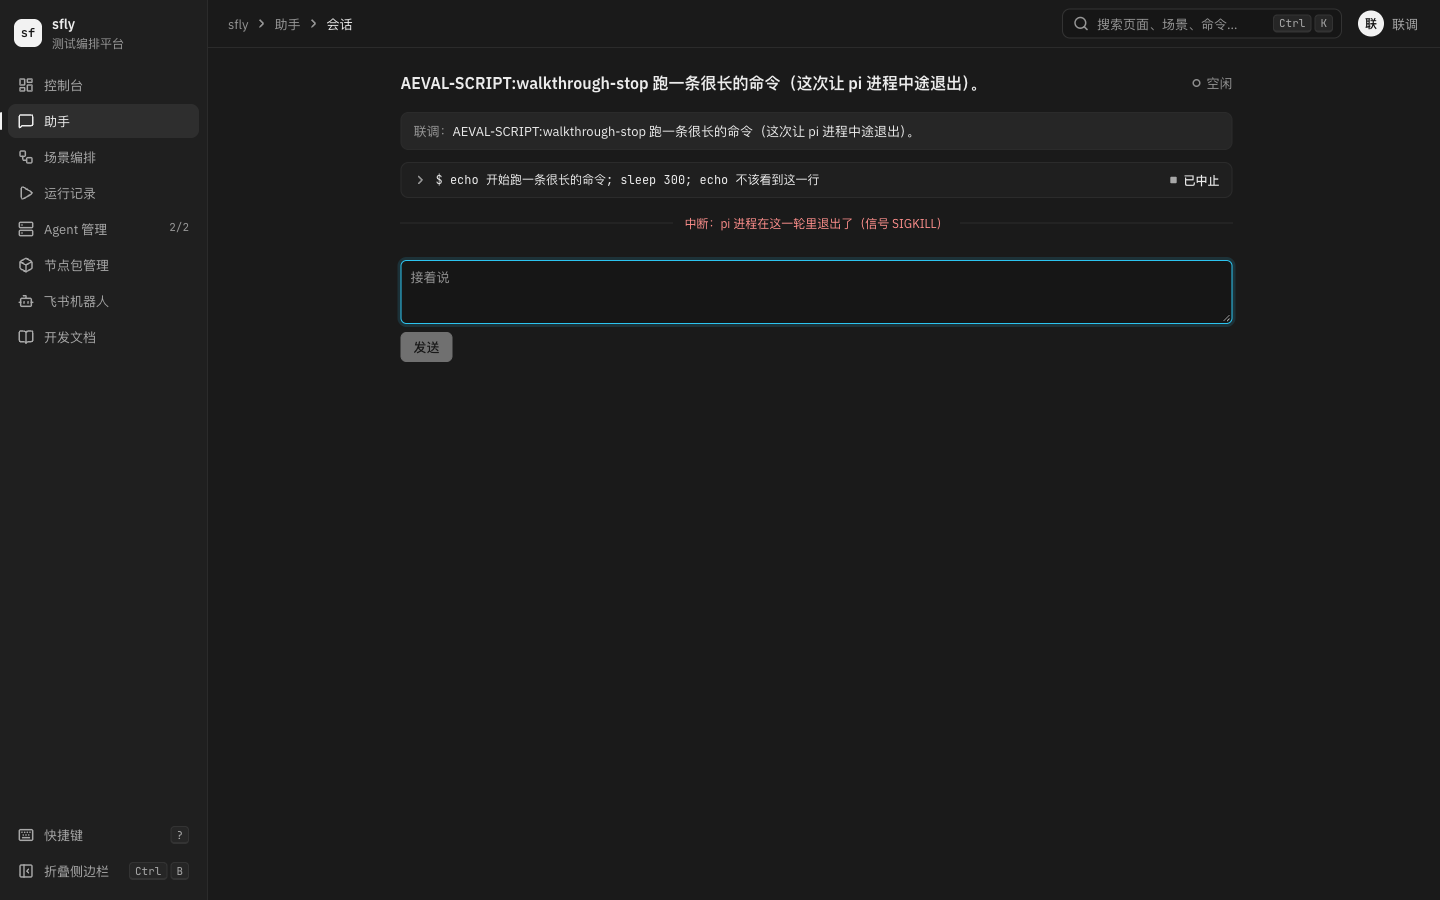 sf
sfly
测试编排平台
控制台
助手
场景编排
运行记录
Agent 管理 2/2
节点包管理
飞书机器人
开发文档
快捷键 ?
折叠侧边栏 Ctrl B
sfly > 助手 > 会话
搜索页面、场景、命令... Ctrl K
联 联调
AEVAL-SCRIPT:walkthrough-stop 跑一条很长的命令（这次让 pi 进程中途退出）。
空闲
联调： AEVAL-SCRIPT:walkthrough-stop 跑一条很长的命令（这次让 pi 进程中途退出）。
$ echo 开始跑一条很长的命令; sleep 300; echo 不该看到这一行 已中止
中断：pi 进程在这一轮里退出了（信号 SIGKILL）
接着说
发送